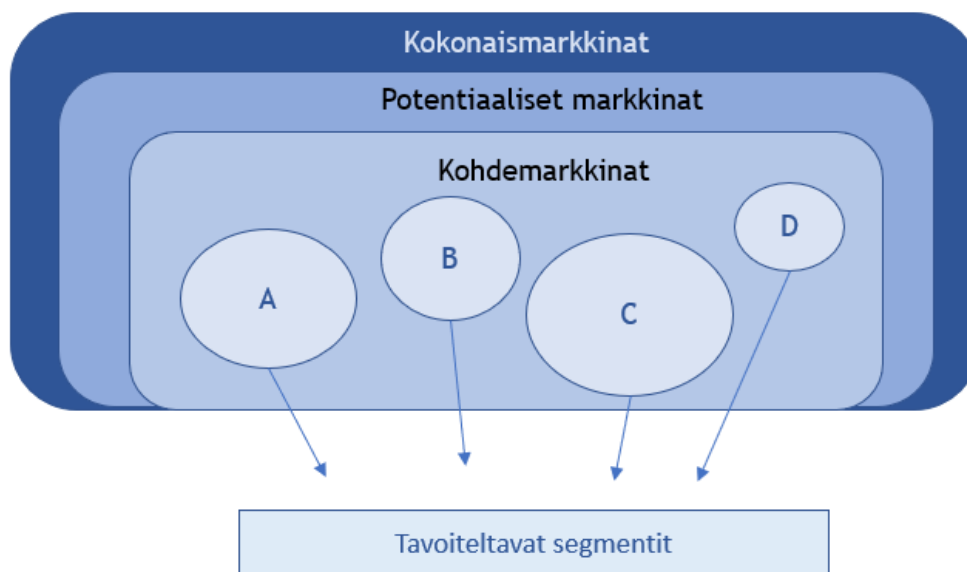 Kokonaismarkkinat
Potentiaaliset markkinat
Kohdemarkkinat
A
B
C
D
Tavoiteltavat segmentit